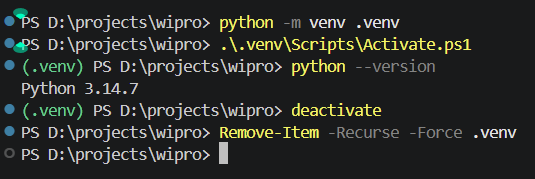 PS D:\projects\wipro> python -m venv .venv
PS D:\projects\wipro> .\.venv\Scripts\Activate.ps1
(.venv) PS D:\projects\wipro> python --version
Python 3.14.7
(.venv) PS D:\projects\wipro> deactivate
PS D:\projects\wipro> Remove-Item -Recurse -Force .venv
PS D:\projects\wipro>